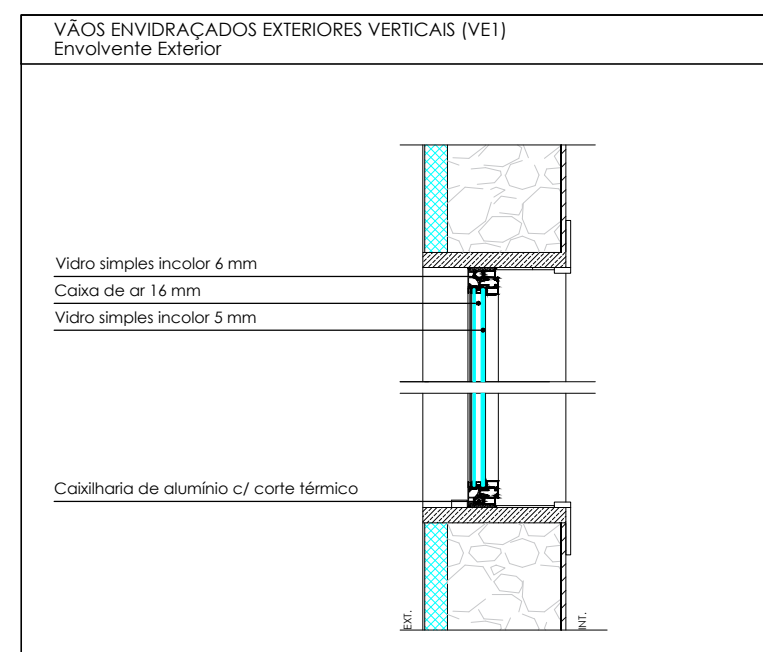 VÃOS ENVIDRAÇADOS EXTERIORES VERTICAIS (VE1)
Envolvente Exterior
Vidro simples incolor 6 mm
Caixa de ar 16 mm
Vidro simples incolor 5 mm
Caixilharia de alumínio c/ corte térmico
EXT.
INT.